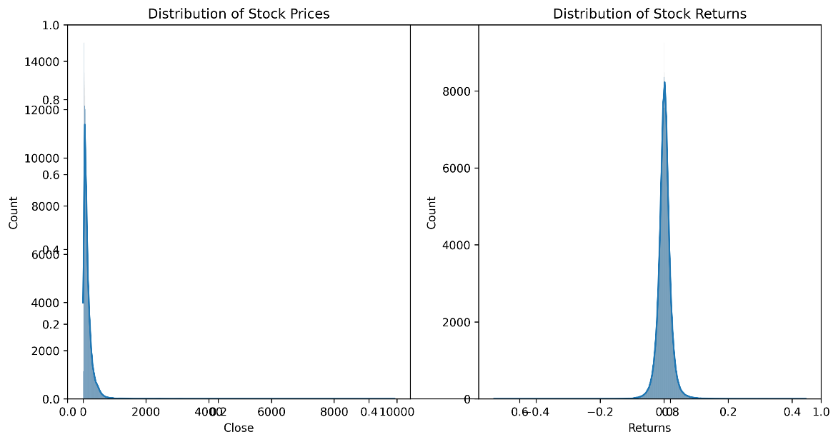 Distribution of Stock Prices
Distribution of Stock Returns
1.0
14000
0.8
12000
10000
0.6
8000
0.4
6000
4000
0.2
2000
0.0
Count
0.0 0 2000 4000 0.2 6000 8000 0.4 10000
Close
8000
6000
4000
2000
0
Count
0.6 −0.4 −0.2 0.0 0.8 0.2 0.4 1.0
Returns